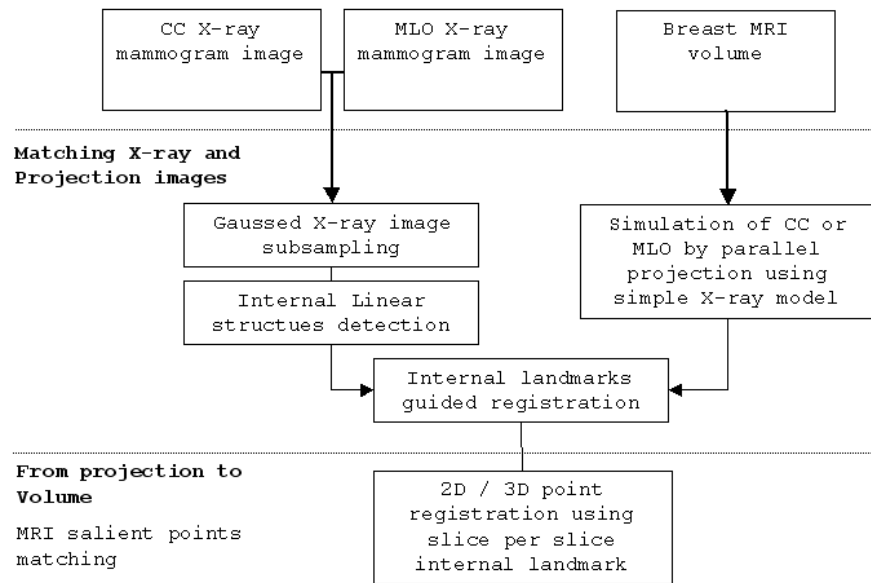 CC X-ray
mammogram image
MLO X-ray
mammogram image
Breast MRI
volume
Matching X-ray and
Projection images
Gaussed X-ray image
subsampling
Simulation of CC or
MLO by parallel
projection using
simple X-ray model
Internal Linear
structues detection
Internal landmarks
guided registration
From projection to
Volume
MRI salient points
matching
2D / 3D point
registration using
slice per slice
internal landmark